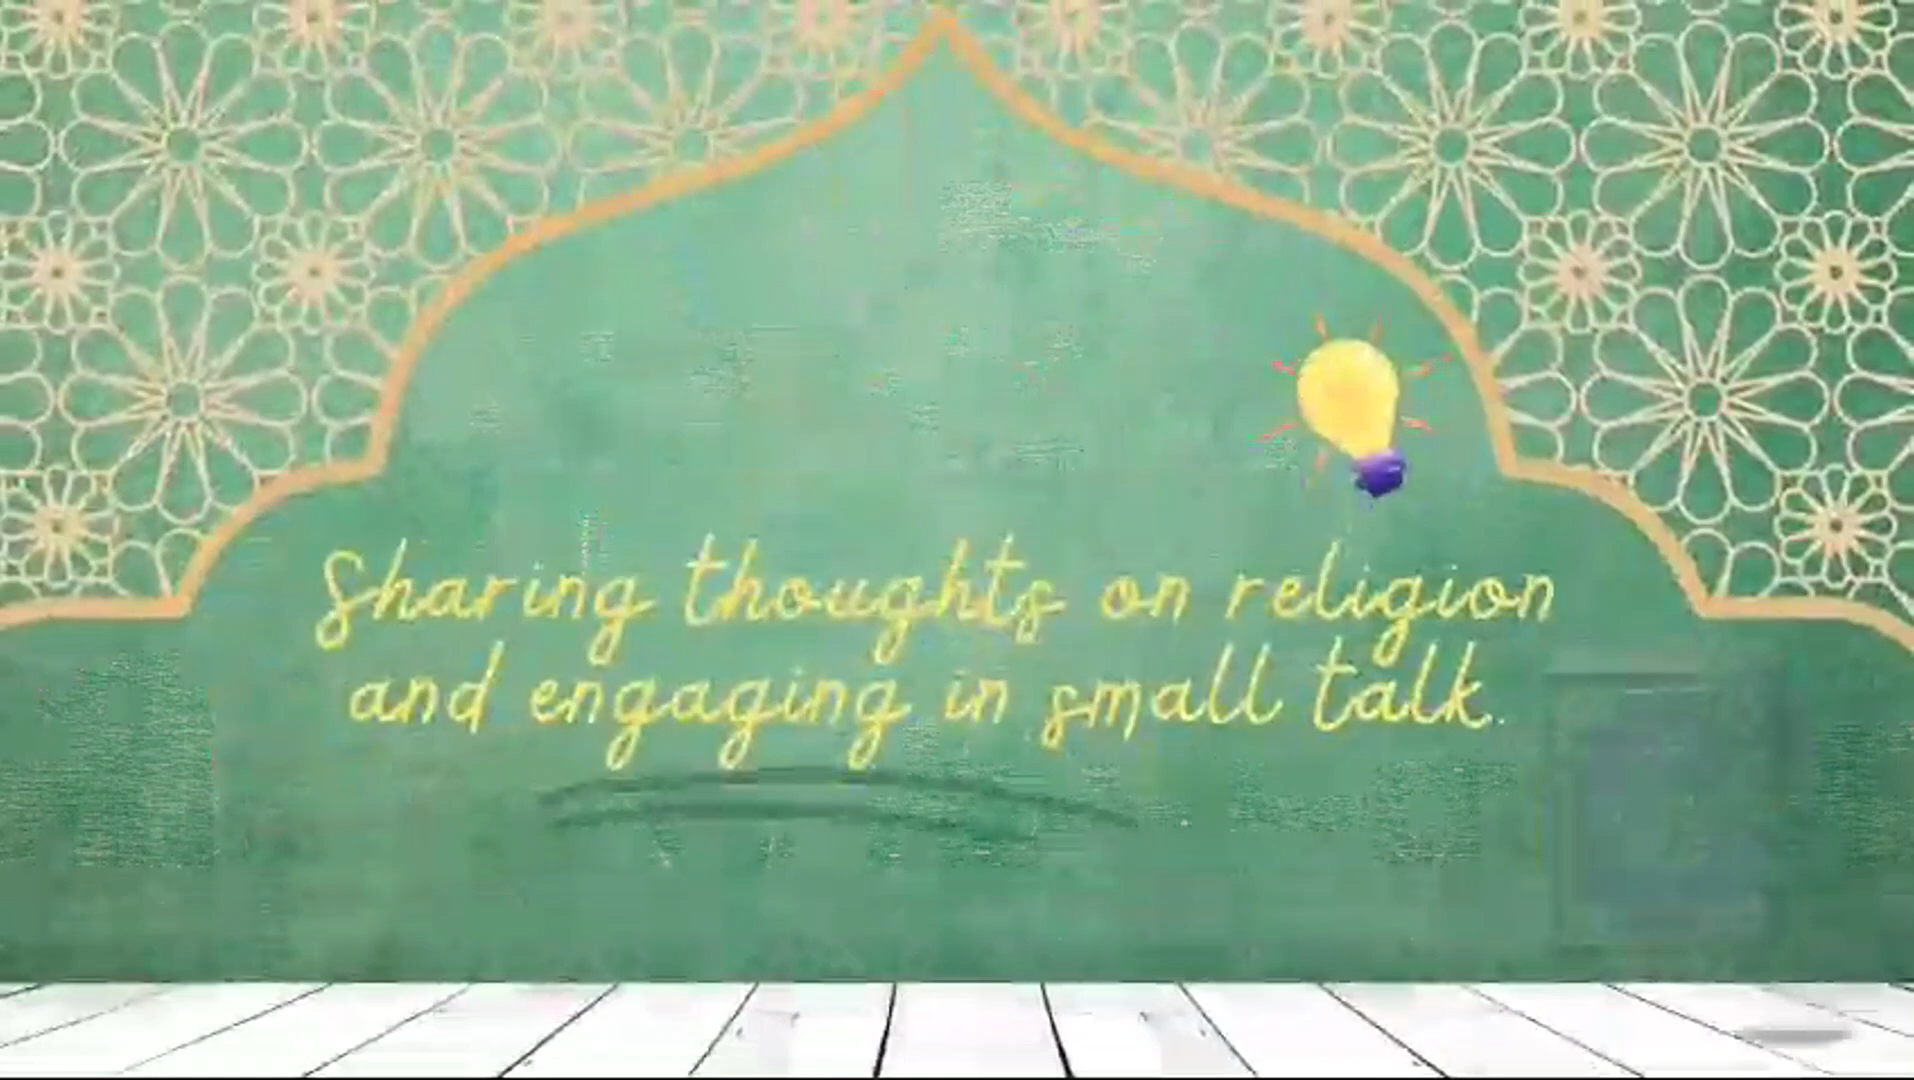 Sharing thoughts on religion
and engaging in small talk.